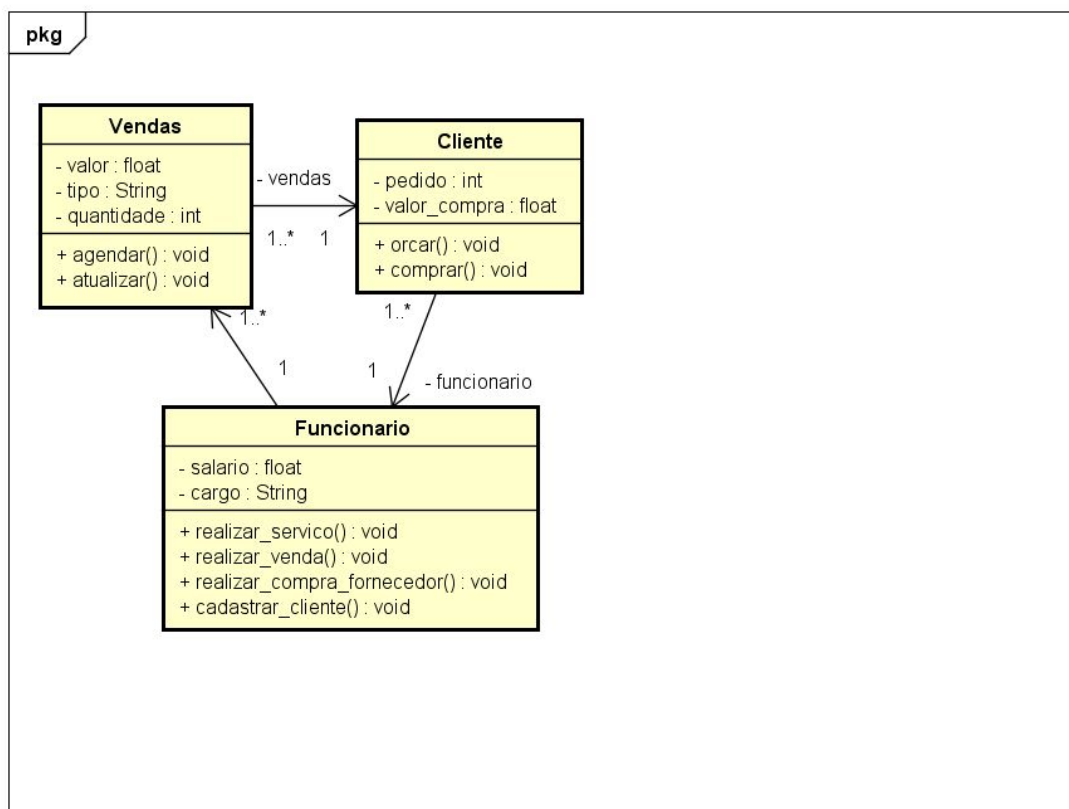 pkg
Vendas
- valor : float
- tipo : String
- quantidade : int
+ agendar() : void
+ atualizar() : void
- vendas
1..*
1
Cliente
- pedido : int
- valor_compra : float
+ orcar() : void
+ comprar() : void
1..*
1..*
1
1
- funcionario
Funcionario
- salario : float
- cargo : String
+ realizar_servico() : void
+ realizar_venda() : void
+ realizar_compra_fornecedor() : void
+ cadastrar_cliente() : void